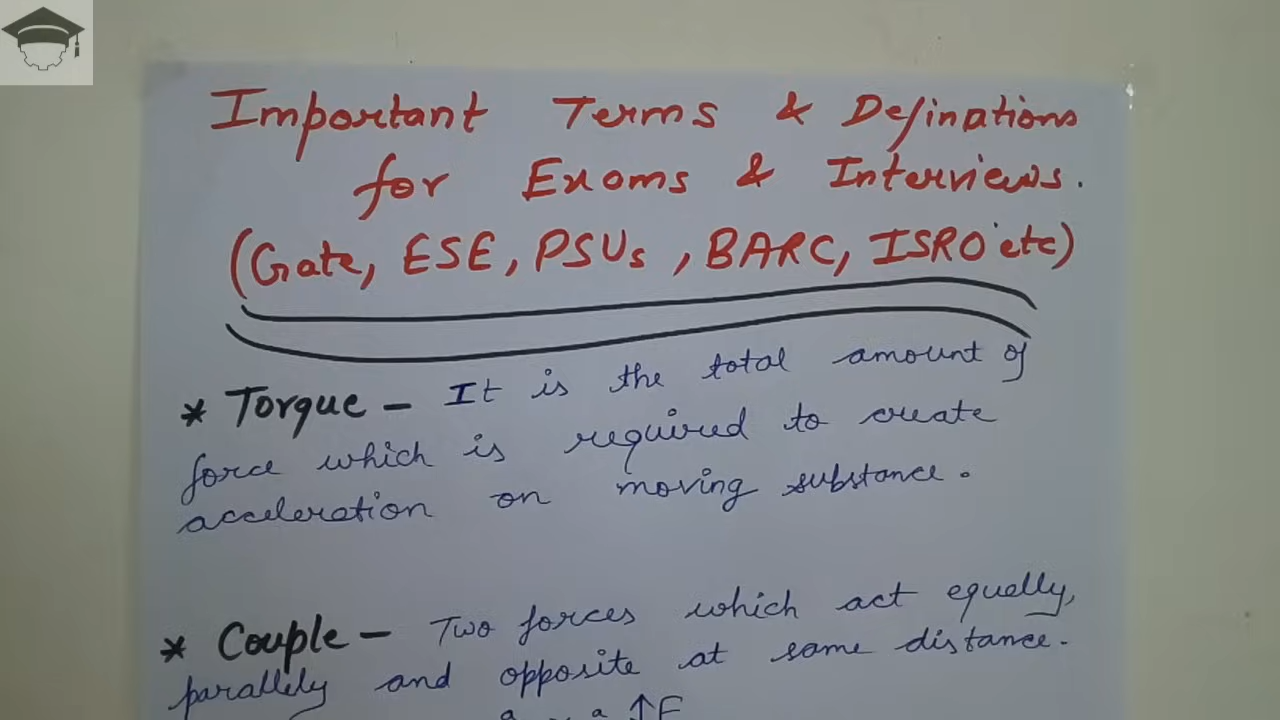 Important Terms & Definations
for Exams & Interviews.
(Gate, ESE, PSUs, BARC, ISRO etc)
* Torque - It is the total amount of
force which is required to create
acceleration on moving substance.
* Couple - Two forces which act equally,
parallely and opposite at same distance.
a a ↑F